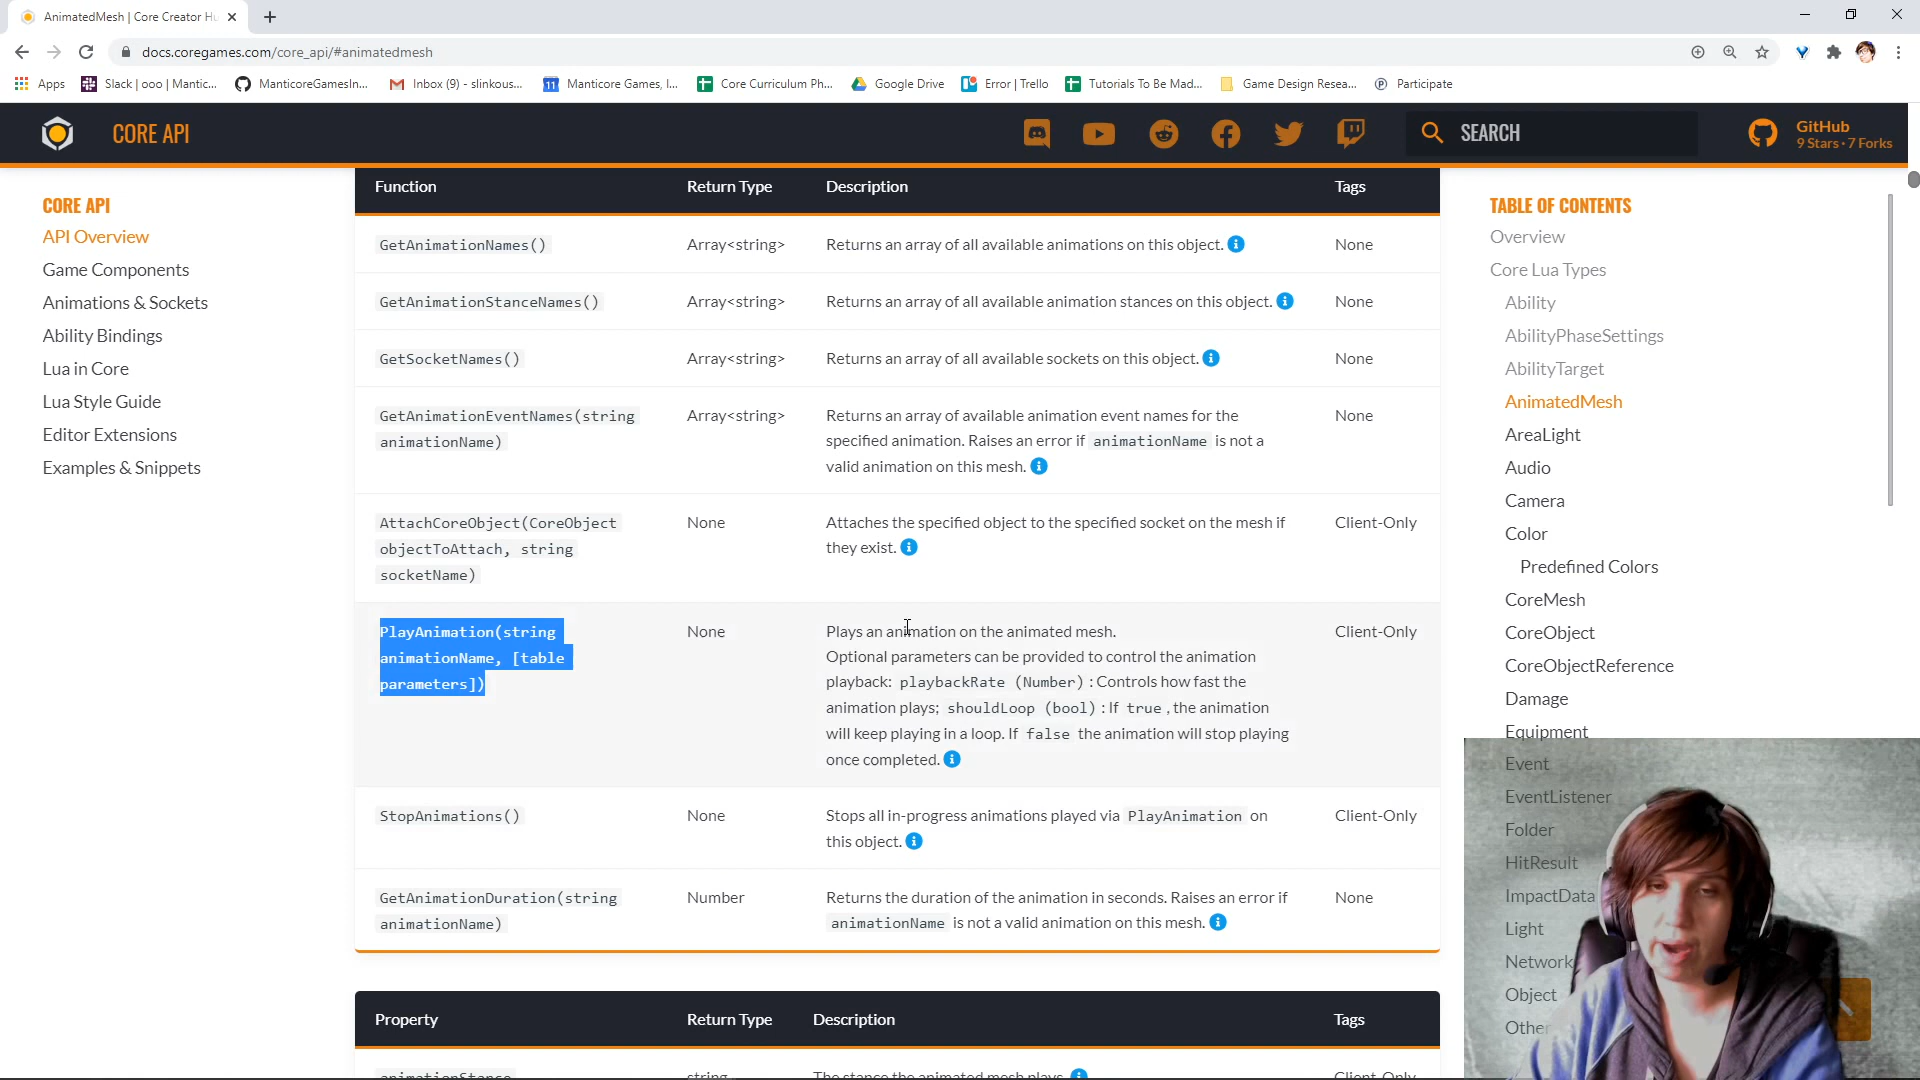 AnimatedMesh | Core Creator Hu
docs.coregames.com/core_api/#animatedmesh
Apps
Slack | ooo | Mantic...
ManticoreGamesIn...
Inbox (9) - slinkous...
11
Manticore Games, I...
Core Curriculum Ph...
Google Drive
Error | Trello
Tutorials To Be Mad...
Game Design Resea...
Participate
CORE API
SEARCH
GitHub
9 Stars · 7 Forks
CORE API
API Overview
Game Components
Animations & Sockets
Ability Bindings
Lua in Core
Lua Style Guide
Editor Extensions
Examples & Snippets
Function Return Type Description Tags
GetAnimationNames() Array<string> Returns an array of all available animations on this object. None
GetAnimationStanceNames() Array<string> Returns an array of all available animation stances on this object. None
GetSocketNames() Array<string> Returns an array of all available sockets on this object. None
GetAnimationEventNames(string Array<string> Returns an array of available animation event names for the None
animationName) specified animation. Raises an error if animationName is not a
valid animation on this mesh.
AttachCoreObject(CoreObject None Attaches the specified object to the specified socket on the mesh if Client-Only
objectToAttach, string they exist.
socketName)
PlayAnimation(string None Plays an animation on the animated mesh. Client-Only
animationName, [table Optional parameters can be provided to control the animation
parameters]) playback: playbackRate (Number) : Controls how fast the
animation plays; shouldLoop (bool) : If true , the animation
will keep playing in a loop. If false the animation will stop playing
once completed.
StopAnimations() None Stops all in-progress animations played via PlayAnimation on Client-Only
this object.
GetAnimationDuration(string Number Returns the duration of the animation in seconds. Raises an error if None
animationName) animationName is not a valid animation on this mesh.
Property Return Type Description Tags
animationStance string The stance the animated mesh plays. Client-Only
TABLE OF CONTENTS
Overview
Core Lua Types
Ability
AbilityPhaseSettings
AbilityTarget
AnimatedMesh
AreaLight
Audio
Camera
Color
Predefined Colors
CoreMesh
CoreObject
CoreObjectReference
Damage
Equipment
Event
EventListener
Folder
HitResult
ImpactData
Light
Network
Object
Other